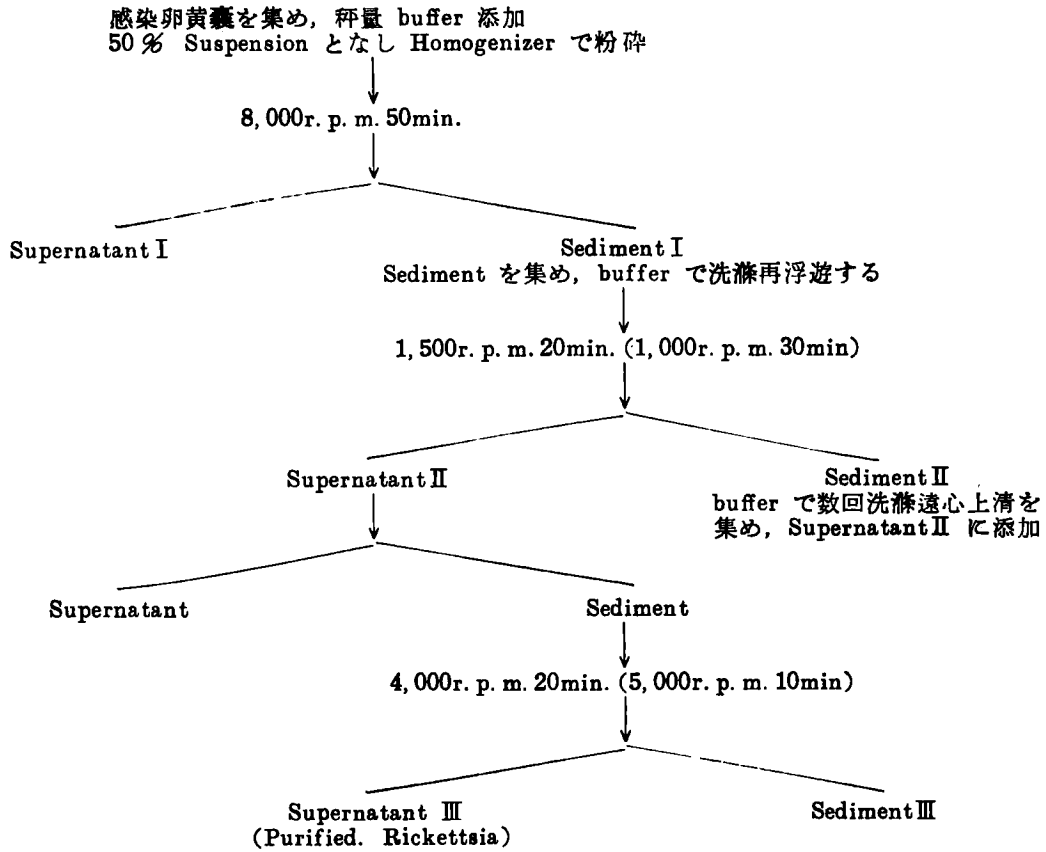 感染卵黄嚢を集め, 秤量 buffer 添加
50% Suspension となし Homogenizer で粉砕
8,000r. p. m. 50min.
Supernatant I
Sediment I
Sediment を集め, buffer で洗滌再浮遊する
1,500r. p. m. 20min. (1,000r. p. m. 30min)
Supernatant Ⅱ
Sediment Ⅱ
buffer で数回洗滌遠心上清を
集め, Supernatant Ⅱ に添加
Supernatant
Sediment
4,000r. p. m. 20min. (5,000r. p. m. 10min)
Supernatant Ⅲ
(Purified. Rickettsia)
Sediment Ⅲ